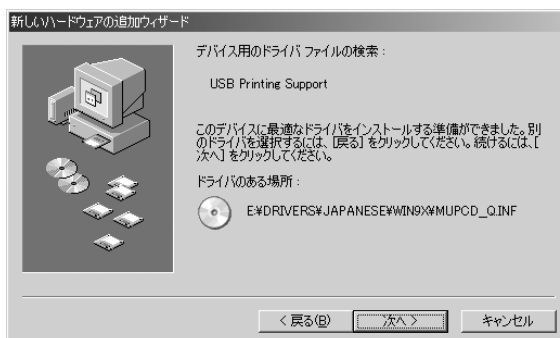 新しいハードウェアの追加ウィザード
デバイス用のドライバ ファイルの検索：
USB Printing Support
このデバイスに最適なドライバをインストールする準備ができました。別
のドライバを選択するには、[戻る] をクリックしてください。続けるには、[
次へ] をクリックしてください。
ドライバのある場所：
E:¥DRIVERS¥JAPANESE¥WIN9X¥MUPCD_Q.INF
< 戻る(B)
次へ >
キャンセル